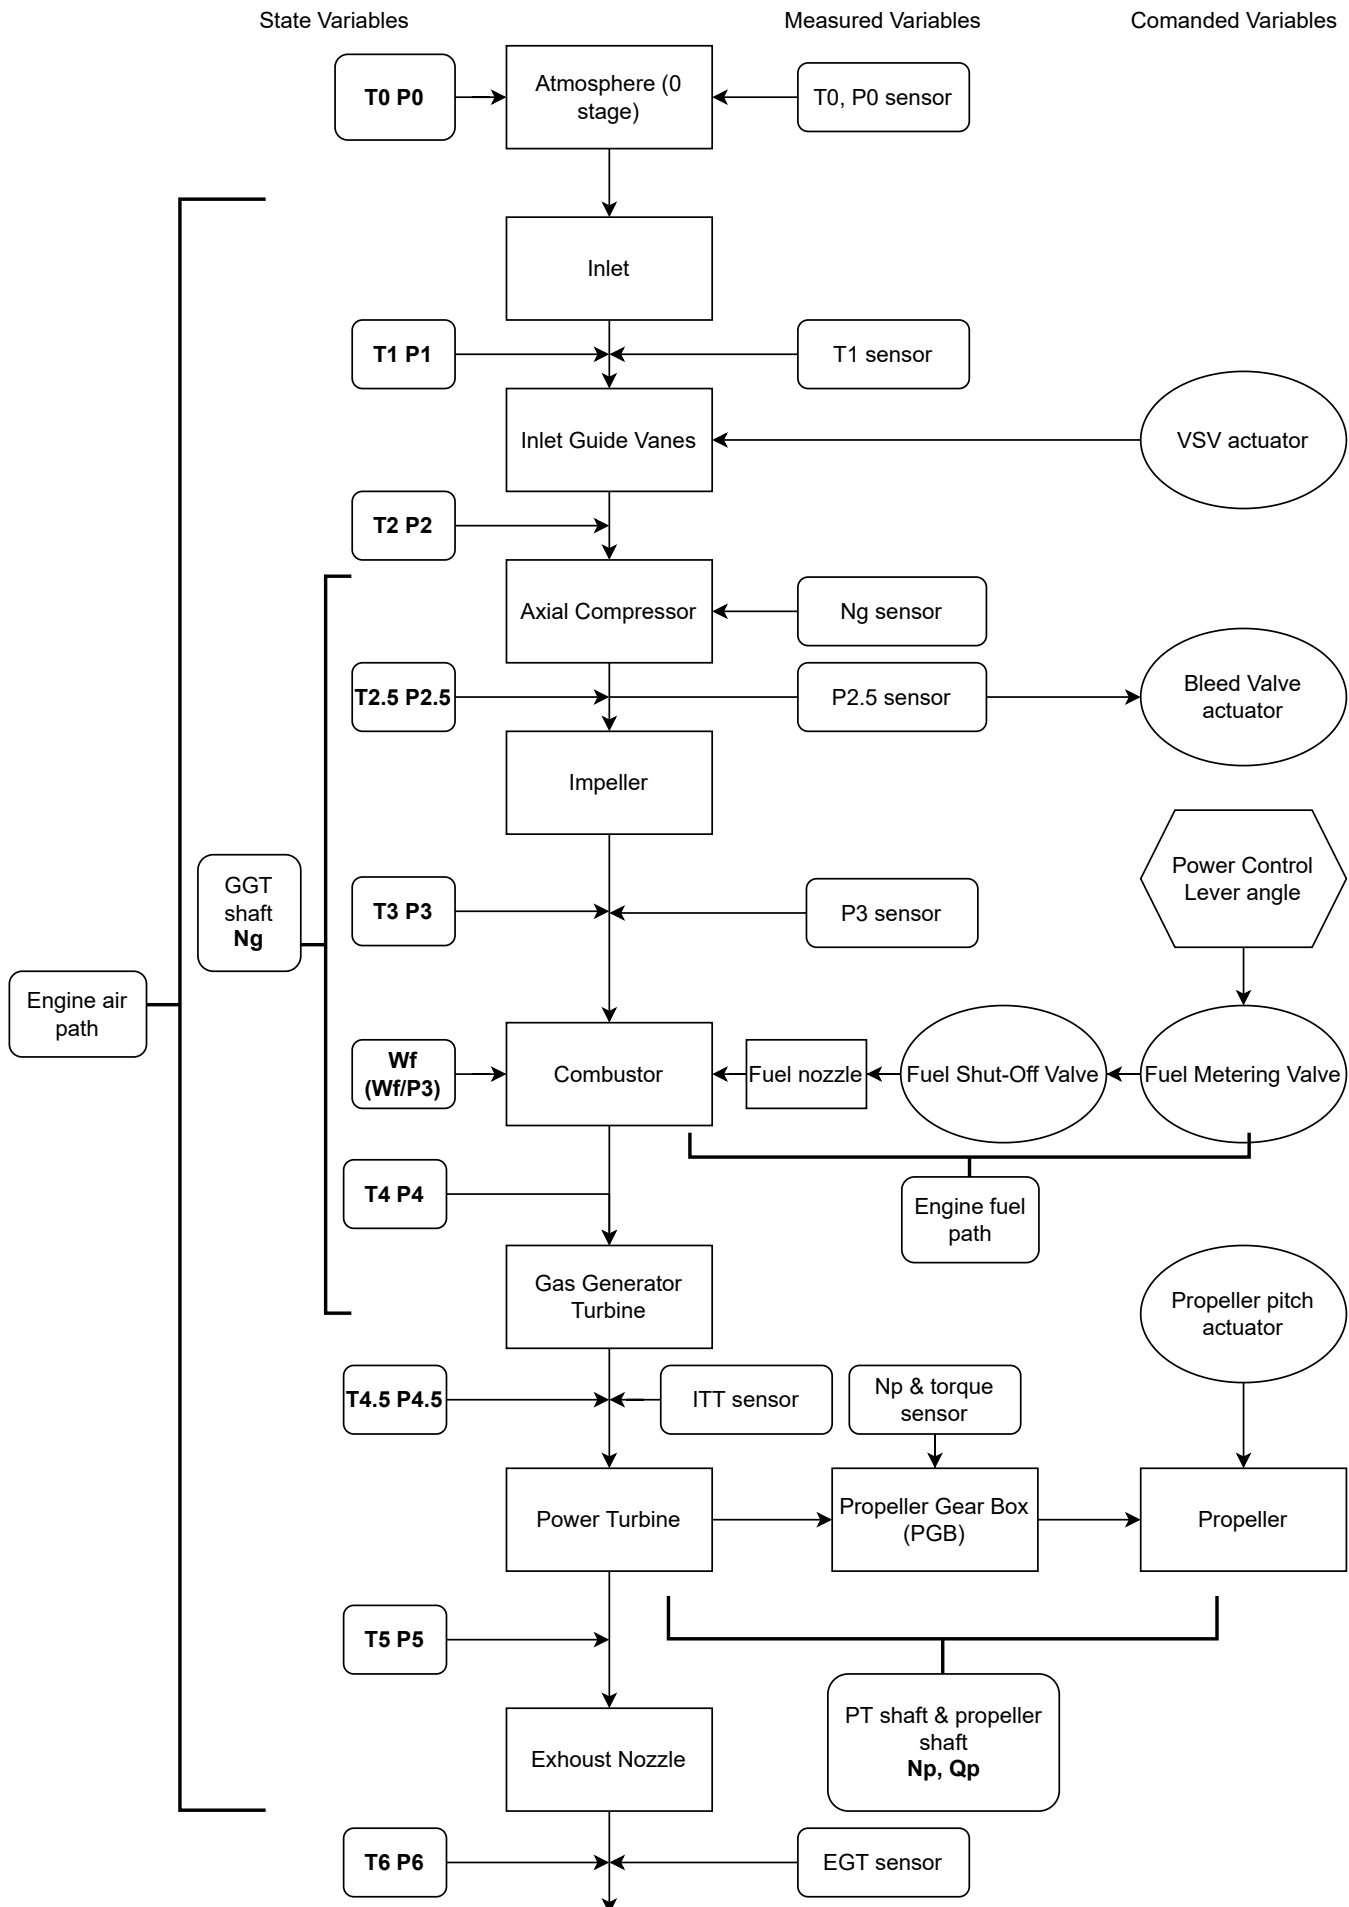 State Variables
Measured Variables
Comanded Variables
T0 P0
Atmosphere (0
stage)
T0, P0 sensor
Inlet
T1 P1
T1 sensor
Inlet Guide Vanes
VSV actuator
T2 P2
Axial Compressor
Ng sensor
T2.5 P2.5
P2.5 sensor
Bleed Valve
actuator
Impeller
Power Control
Lever angle
GGT
shaft
Ng
T3 P3
P3 sensor
Engine air
path
Wf
(Wf/P3)
Combustor
Fuel nozzle
Fuel Shut-Off Valve
Fuel Metering Valve
T4 P4
Engine fuel
path
Gas Generator
Turbine
Propeller pitch
actuator
T4.5 P4.5
ITT sensor
Np & torque
sensor
Power Turbine
Propeller Gear Box
(PGB)
Propeller
T5 P5
PT shaft & propeller
shaft
Np, Qp
Exhoust Nozzle
T6 P6
EGT sensor